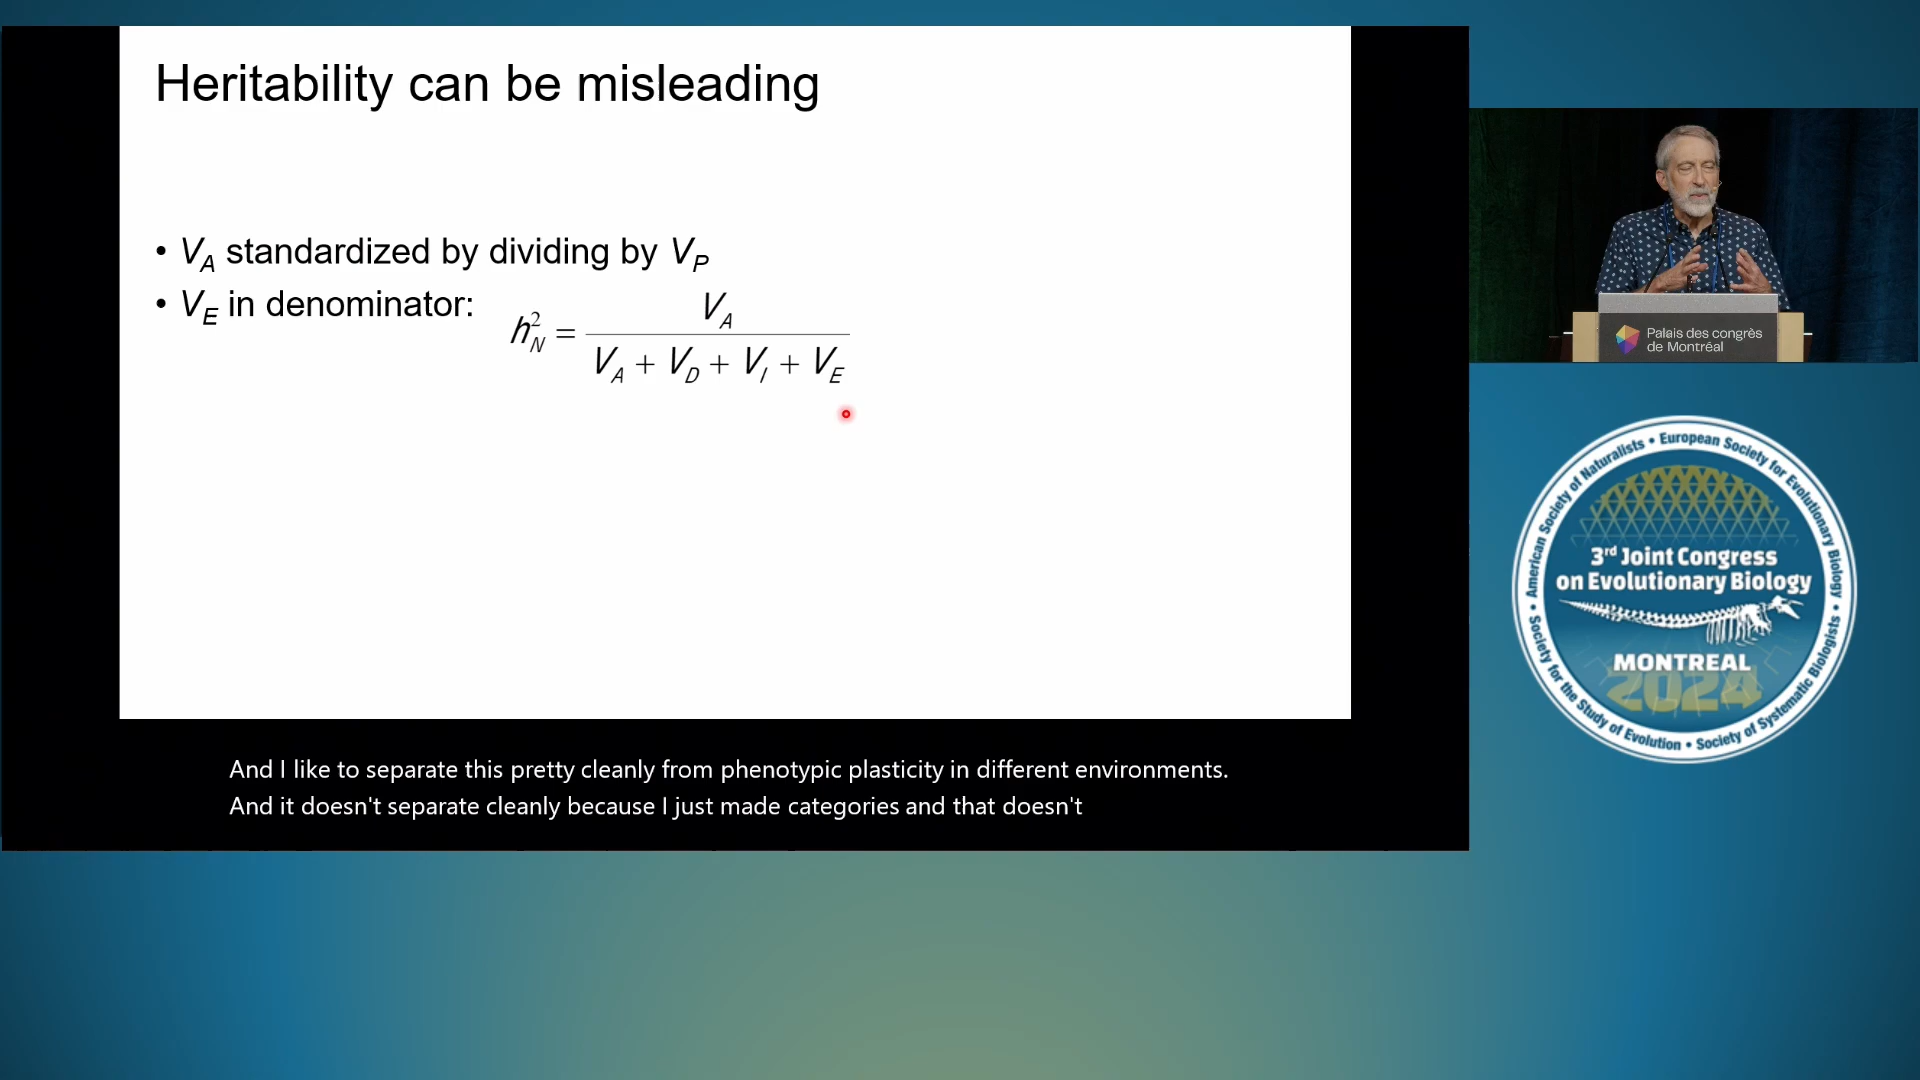 Heritability can be misleading
• V_A standardized by dividing by V_P
• V_E in denominator:
h²_N = V_A / (V_A + V_D + V_I + V_E)
And I like to separate this pretty cleanly from phenotypic plasticity in different environments.
And it doesn't separate cleanly because I just made categories and that doesn't
Palais des congrès
de Montréal
American Society of Naturalists • European Society for Evolutionary Biology •
Society for the Study of Evolution • Society of Systematic Biologists •
3rd Joint Congress
on Evolutionary Biology
MONTREAL
2024